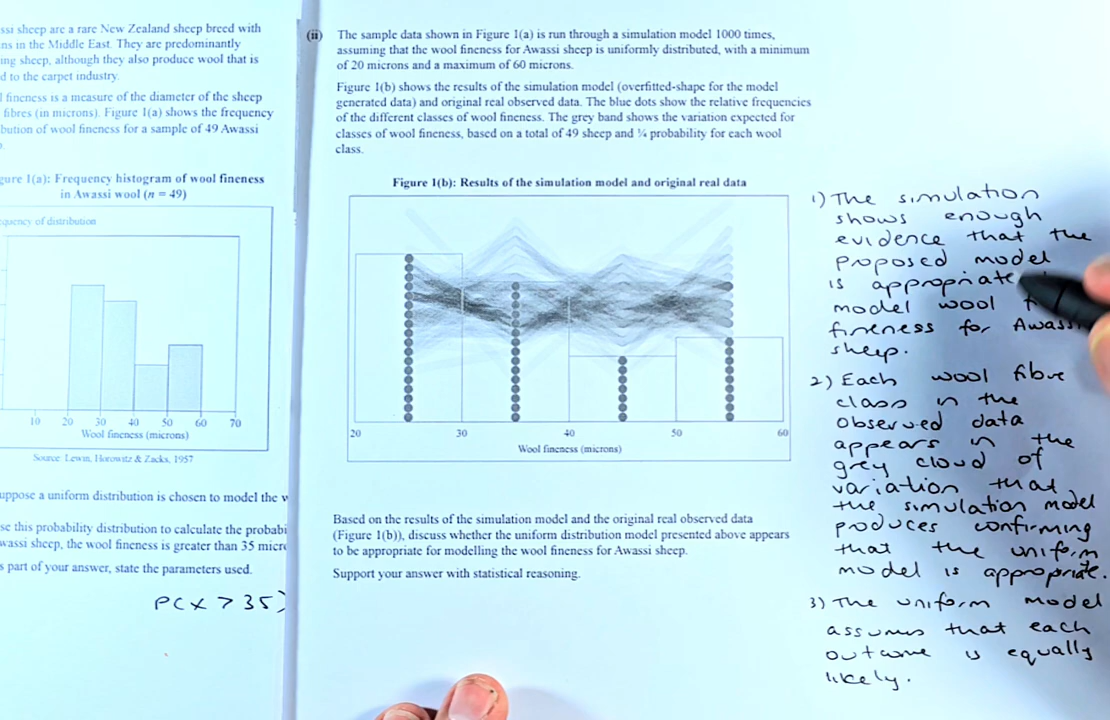 ssi sheep are a rare New Zealand sheep breed with
ns in the Middle East. They are predominantly
ing sheep, although they also produce wool that is
d to the carpet industry.
l fineness is a measure of the diameter of the sheep
fibres (in microns). Figure 1(a) shows the frequency
bution of wool fineness for a sample of 49 Awassi
gure 1(a): Frequency histogram of wool fineness
in Awassi wool (n = 49)
quency of distribution
10 20 30 40 50 60 70
Wool fineness (microns)
Source Lewin, Horowitz & Zacks, 1957
uppose a uniform distribution is chosen to model the w
se this probability distribution to calculate the probabi
wassi sheep, the wool fineness is greater than 35 micro
s part of your answer, state the parameters used.
P(X > 35)
(ii) The sample data shown in Figure 1(a) is run through a simulation model 1000 times,
assuming that the wool fineness for Awassi sheep is uniformly distributed, with a minimum
of 20 microns and a maximum of 60 microns.
Figure 1(b) shows the results of the simulation model (overfitted-shape for the model
generated data) and original real observed data. The blue dots show the relative frequencies
of the different classes of wool fineness. The grey band shows the variation expected for
classes of wool fineness, based on a total of 49 sheep and ¼ probability for each wool
class.
Figure 1(b): Results of the simulation model and original real data
20 30 40 50 60
Wool fineness (microns)
Based on the results of the simulation model and the original real observed data
(Figure 1(b)), discuss whether the uniform distribution model presented above appears
to be appropriate for modelling the wool fineness for Awassi sheep.
Support your answer with statistical reasoning.
1) The simulation
shows enough
evidence that the
proposed model
is appropriate
model wool
fineness for Awassi
sheep.
2) Each wool fibre
class in the
observed data
appears in the
grey cloud of
variation that
the simulation model
produces confirming
that the uniform
model is appropriate.
3) The uniform model
assumes that each
outcome is equally
likely.